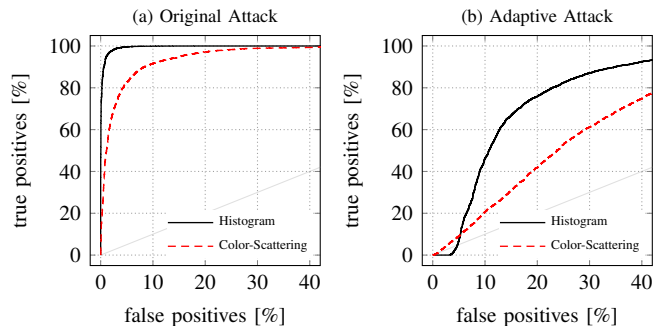 (a) Original Attack
100
80
60
40
20
0
true positives [%]
Histogram
Color-Scattering
0 10 20 30 40
false positives [%]
(b) Adaptive Attack
100
80
60
40
20
0
true positives [%]
Histogram
Color-Scattering
0 10 20 30 40
false positives [%]